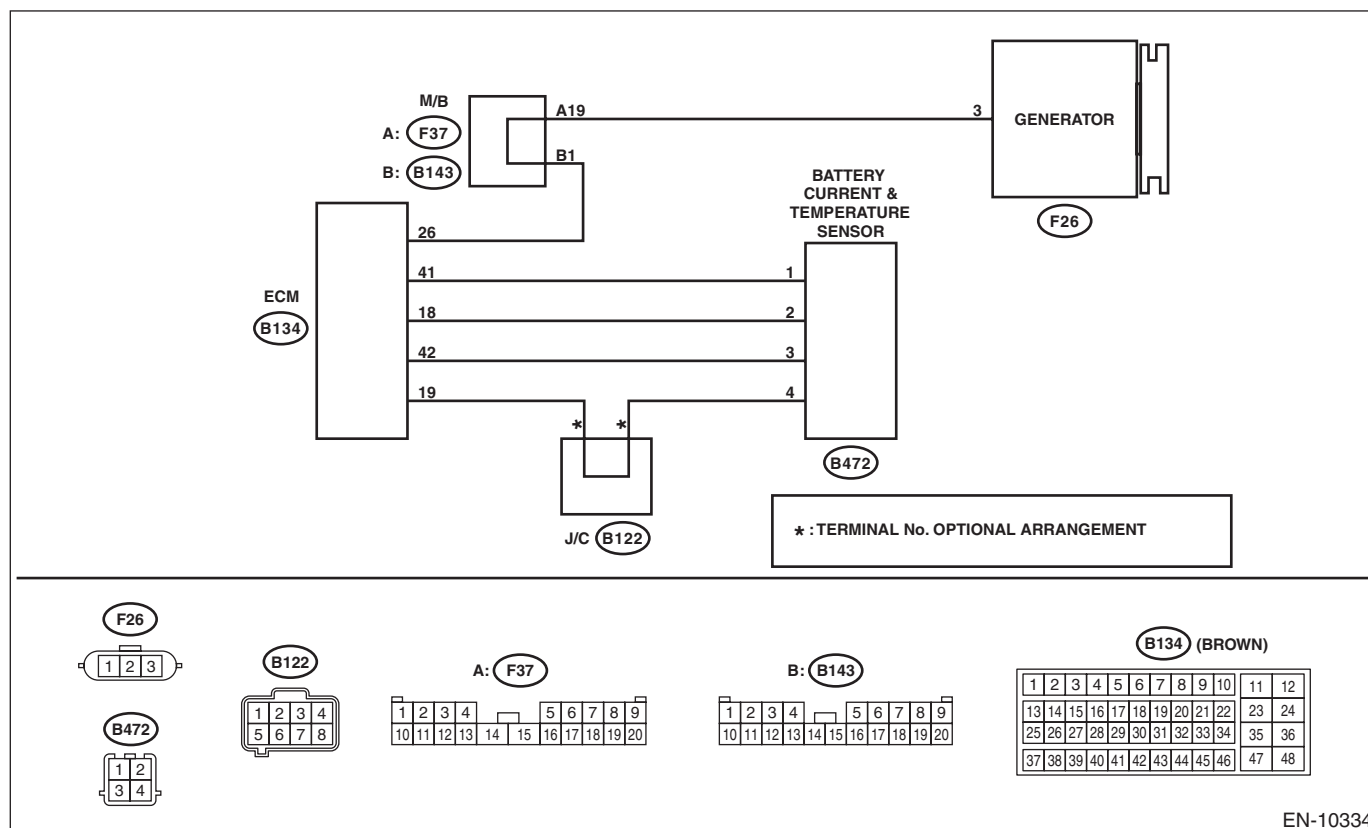 M/B
A: F37
B: B143
A19
B1
3
GENERATOR
F26
BATTERY
CURRENT &
TEMPERATURE
SENSOR
ECM
B134
26
41
18
42
19
1
2
3
4
B472
*
*
J/C B122
* : TERMINAL No. OPTIONAL ARRANGEMENT
F26
1 2 3
B472
1 2
3 4
B122
1 2 3 4
5 6 7 8
A: F37
1 2 3 4 5 6 7 8 9
10 11 12 13 14 15 16 17 18 19 20
B: B143
1 2 3 4 5 6 7 8 9
10 11 12 13 14 15 16 17 18 19 20
B134 (BROWN)
1 2 3 4 5 6 7 8 9 10 11 12
13 14 15 16 17 18 19 20 21 22 23 24
25 26 27 28 29 30 31 32 33 34 35 36
37 38 39 40 41 42 43 44 45 46 47 48
EN-10334